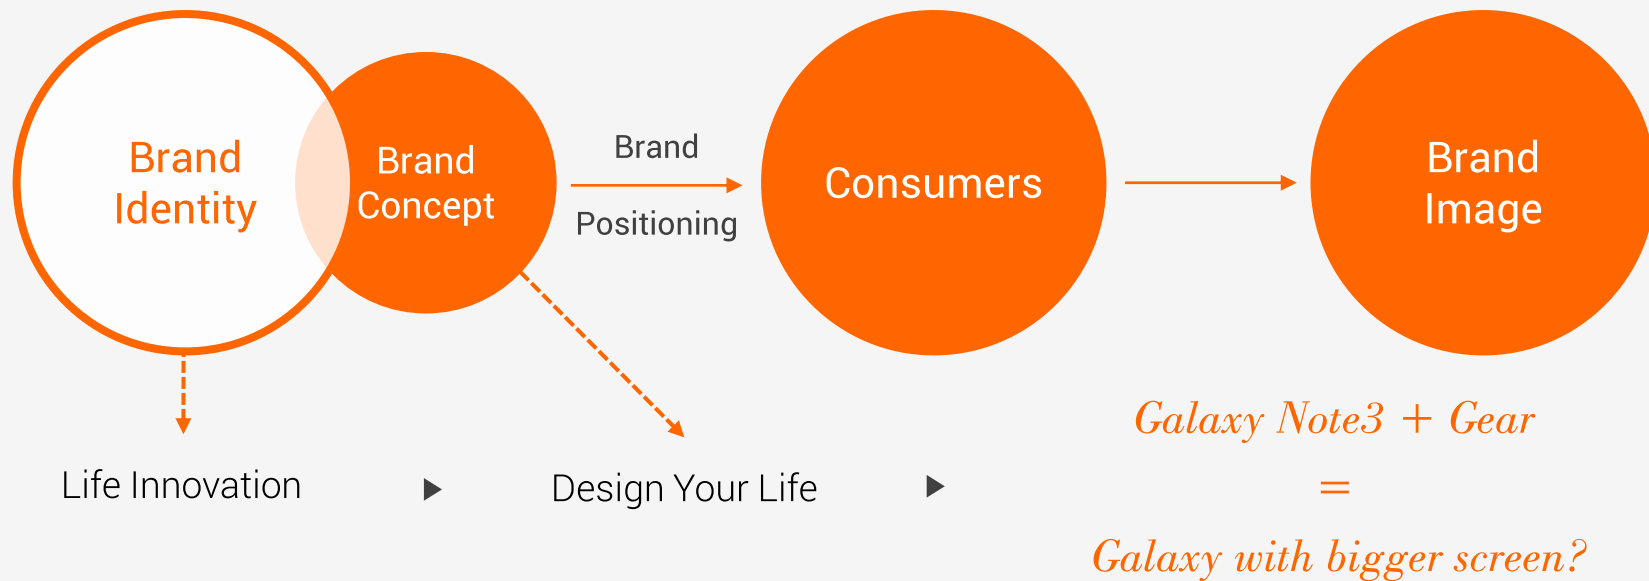 Brand
Identity
Brand
Concept
Brand
Positioning
Consumers
Brand
Image
Life Innovation
Design Your Life
Galaxy Note3 + Gear
=
Galaxy with bigger screen?